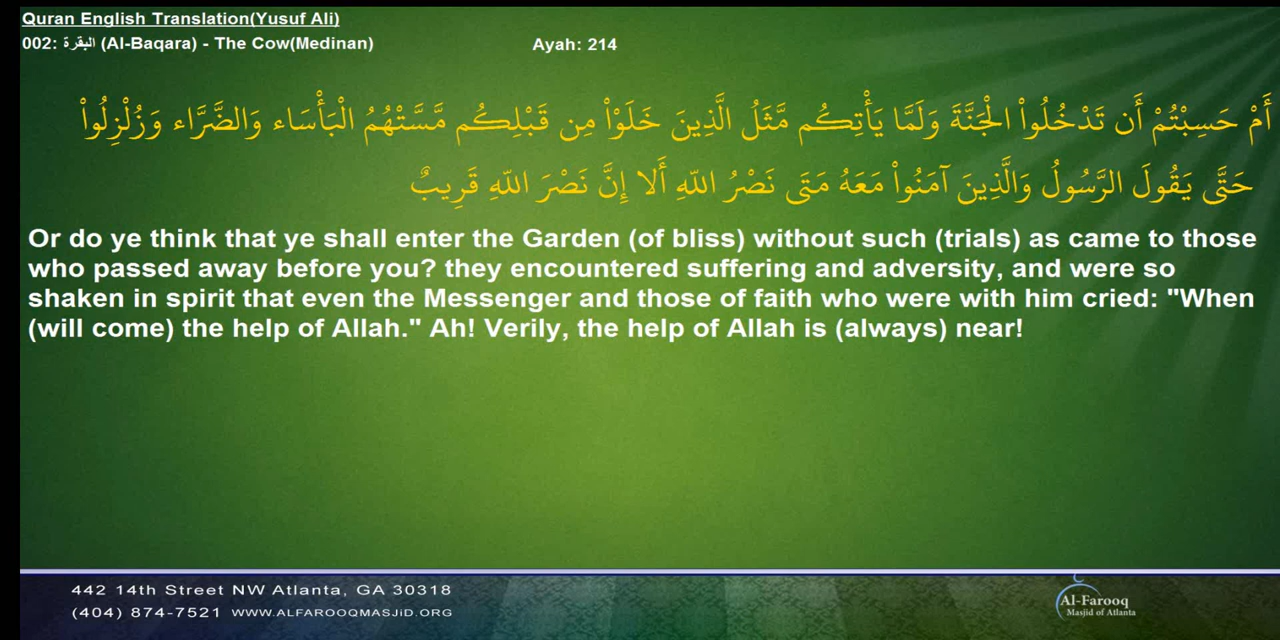 Quran English Translation(Yusuf Ali)
002: البقرة (Al-Baqara) - The Cow(Medinan)
Ayah: 214
أَمْ حَسِبْتُمْ أَن تَدْخُلُواْ الْجَنَّةَ وَلَمَّا يَأْتِكُم مَّثَلُ الَّذِينَ خَلَوْاْ مِن قَبْلِكُم مَّسَّتْهُمُ الْبَأْسَاء وَالضَّرَّاء وَزُلْزِلُواْ
حَتَّى يَقُولَ الرَّسُولُ وَالَّذِينَ آمَنُواْ مَعَهُ مَتَى نَصْرُ اللّهِ أَلا إِنَّ نَصْرَ اللّهِ قَرِيبٌ
Or do ye think that ye shall enter the Garden (of bliss) without such (trials) as came to those
who passed away before you? they encountered suffering and adversity, and were so
shaken in spirit that even the Messenger and those of faith who were with him cried: "When
(will come) the help of Allah." Ah! Verily, the help of Allah is (always) near!
442 14th Street NW Atlanta, GA 30318
(404) 874-7521 WWW.ALFAROOQMASJiD.ORG
Al-Farooq
Masjid of Atlanta